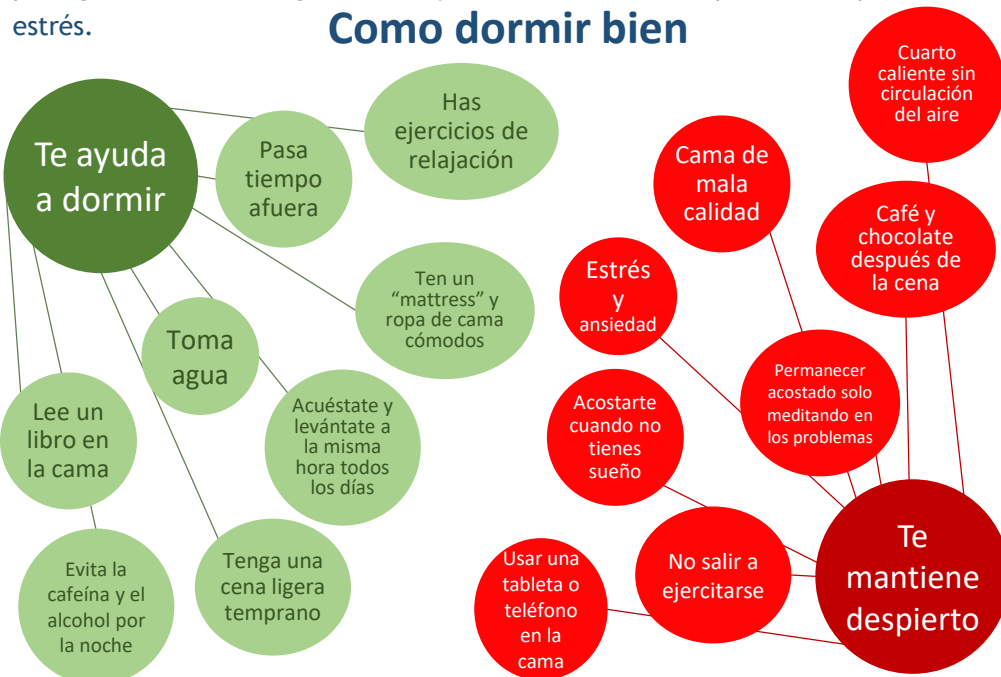 estrés.
Como dormir bien
Te ayuda
a dormir
Pasa
tiempo
afuera
Has
ejercicios de
relajación
Ten un
“mattress” y
ropa de cama
cómodos
Toma
agua
Acuéstate y
levántate a
la misma
hora todos
los días
Lee un
libro en
la cama
Evita la
cafeína y el
alcohol por
la noche
Tenga una
cena ligera
temprano
Cuarto
caliente sin
circulación
del aire
Cama de
mala
calidad
Café y
chocolate
después de
la cena
Estrés
y
ansiedad
Permanecer
acostado solo
meditando en
los problemas
Acostarte
cuando no
tienes
sueño
No salir a
ejercitarse
Usar una
tableta o
teléfono
en la
cama
Te
mantiene
despierto